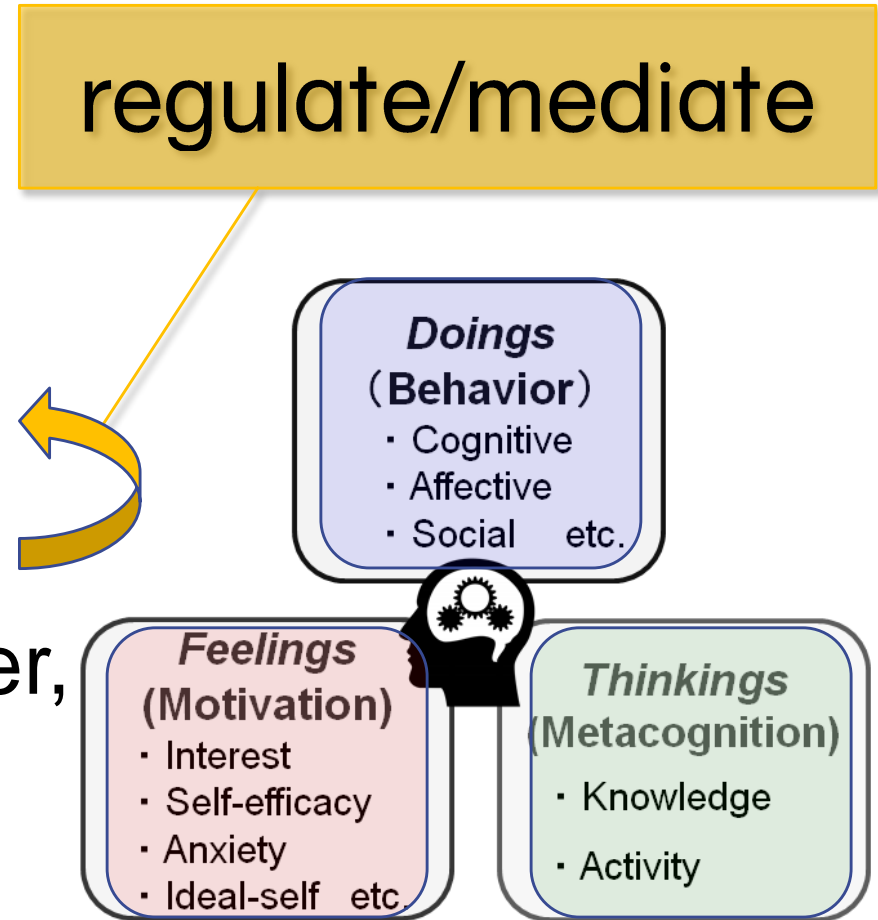 regulate/mediate
Doings
（Behavior）
・Cognitive
・Affective
・Social etc.
er,
Feelings
(Motivation)
・Interest
・Self-efficacy
・Anxiety
・Ideal-self etc.
Thinkings
(Metacognition)
・Knowledge
・Activity